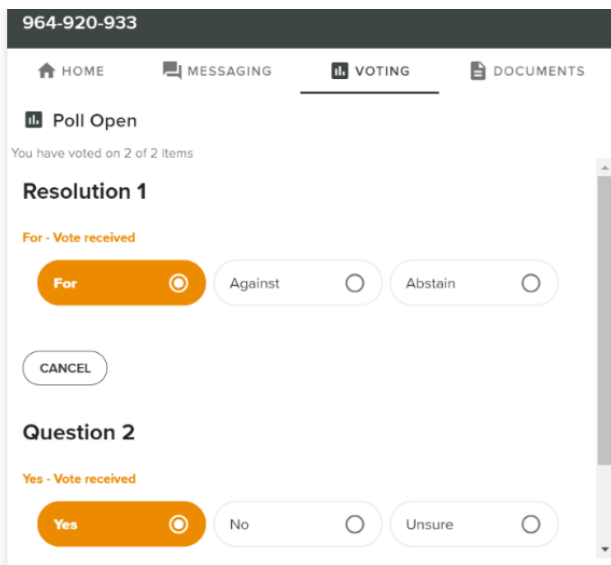 964-920-933
HOME MESSAGING VOTING DOCUMENTS
Poll Open
You have voted on 2 of 2 items
Resolution 1
For - Vote received
For Against Abstain
CANCEL
Question 2
Yes - Vote received
Yes No Unsure